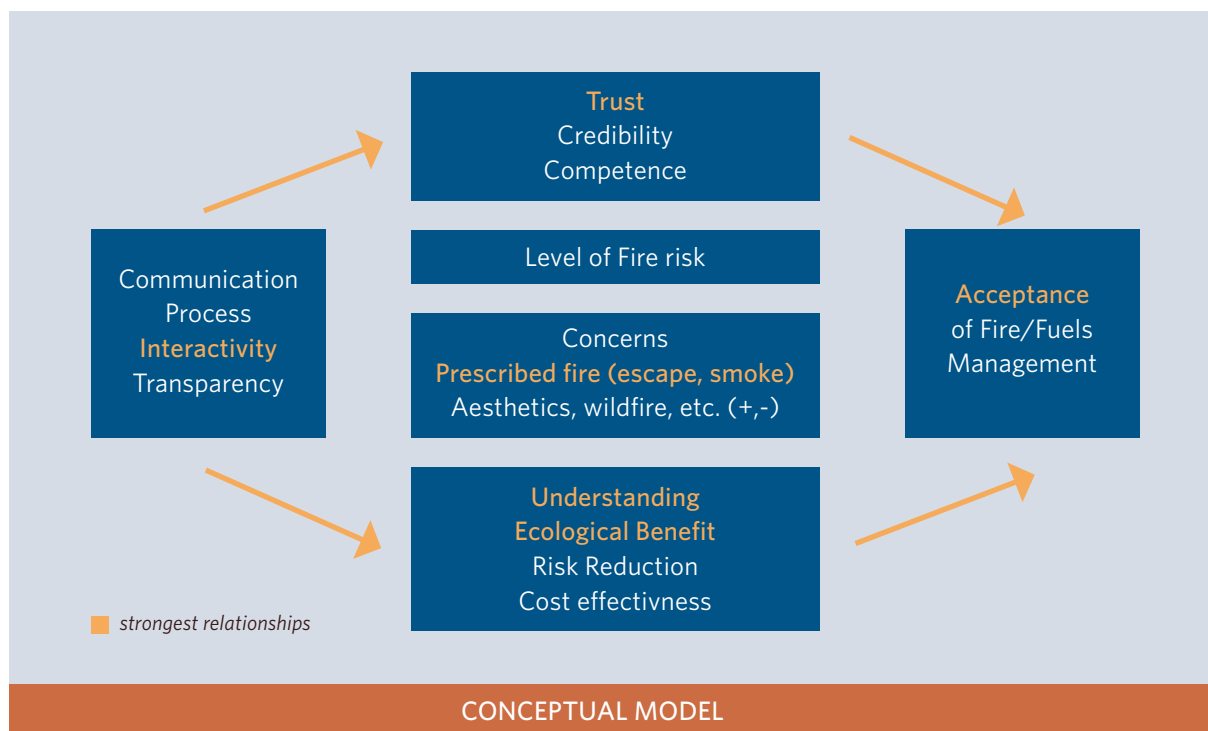 Trust
Credibility
Competence
Level of Fire risk
Communication
Process
Interactivity
Transparency
Concerns
Prescribed fire (escape, smoke)
Aesthetics, wildfire, etc. (+,-)
Acceptance
of Fire/Fuels
Management
Understanding
Ecological Benefit
Risk Reduction
Cost effectivness
strongest relationships
CONCEPTUAL MODEL